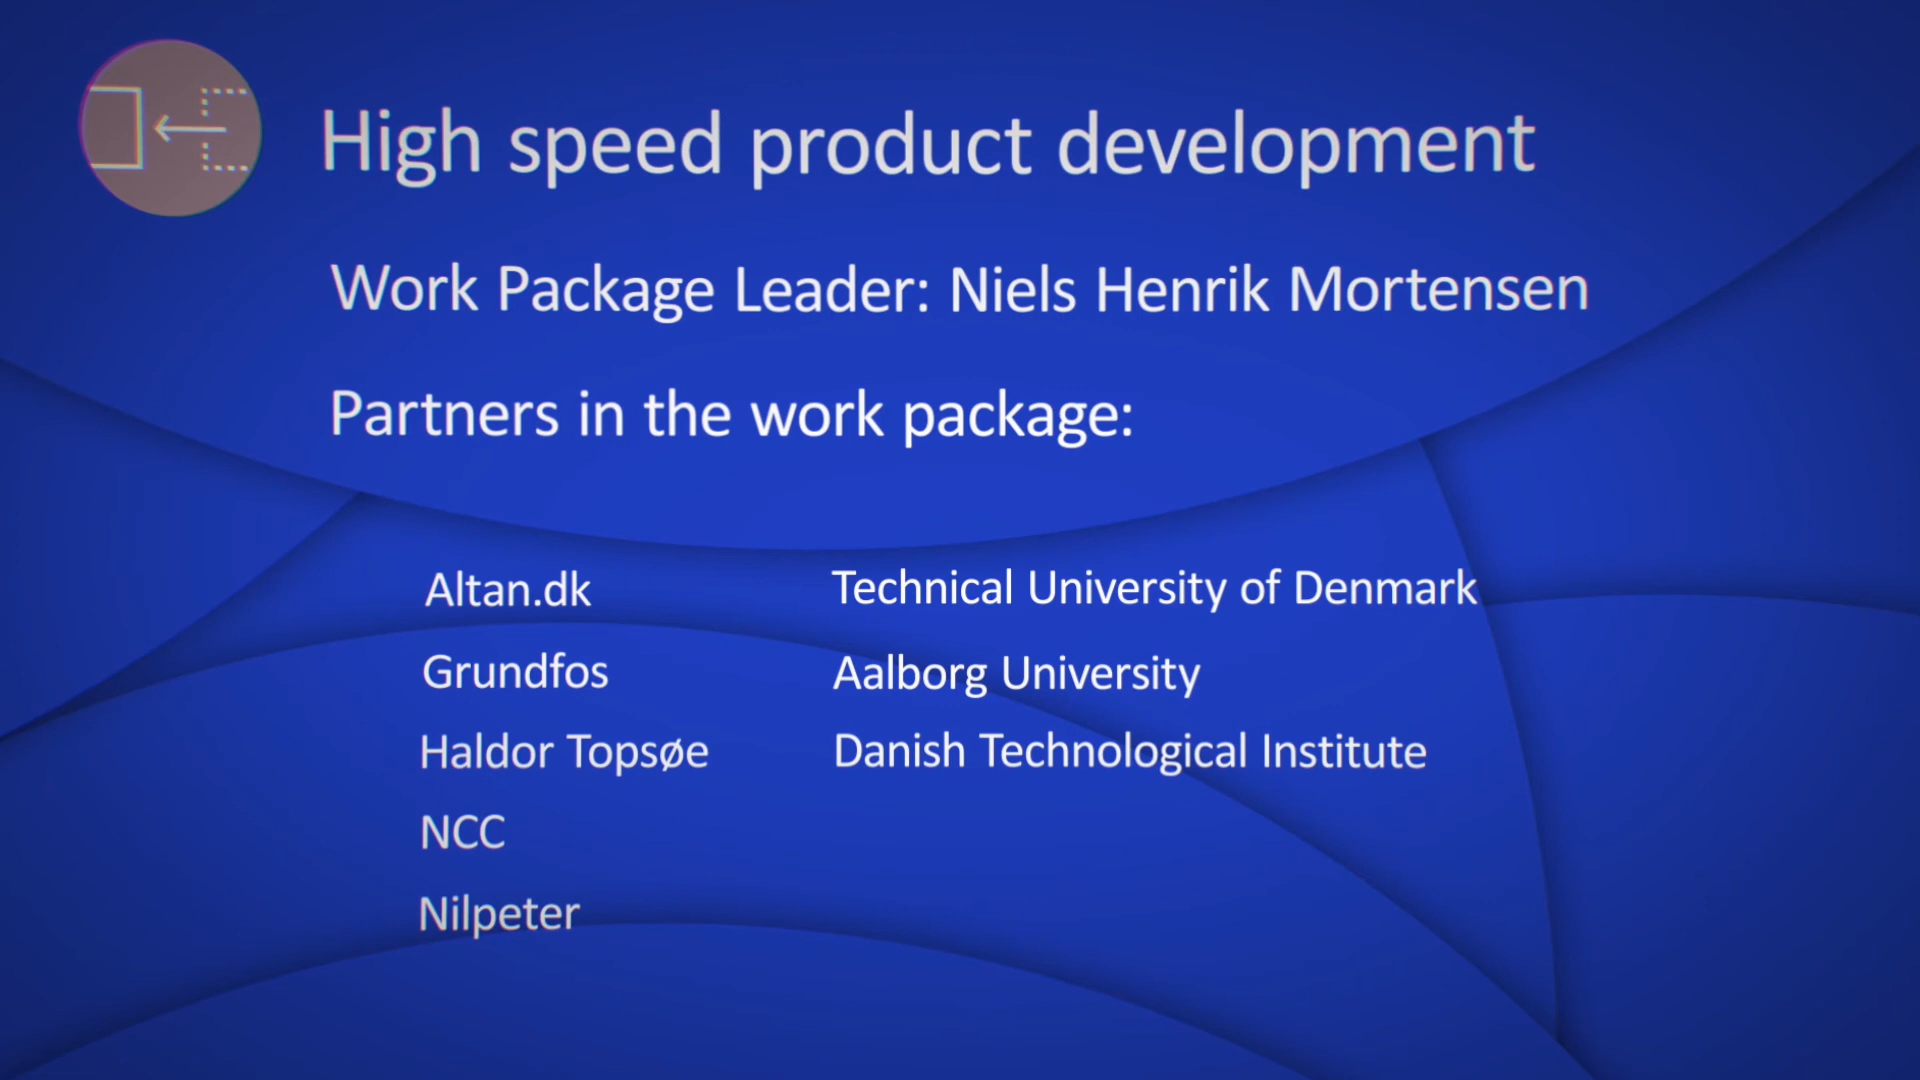 High speed product development
Work Package Leader: Niels Henrik Mortensen
Partners in the work package:
Altan.dk
Grundfos
Haldor Topsøe
NCC
Nilpeter
Technical University of Denmark
Aalborg University
Danish Technological Institute